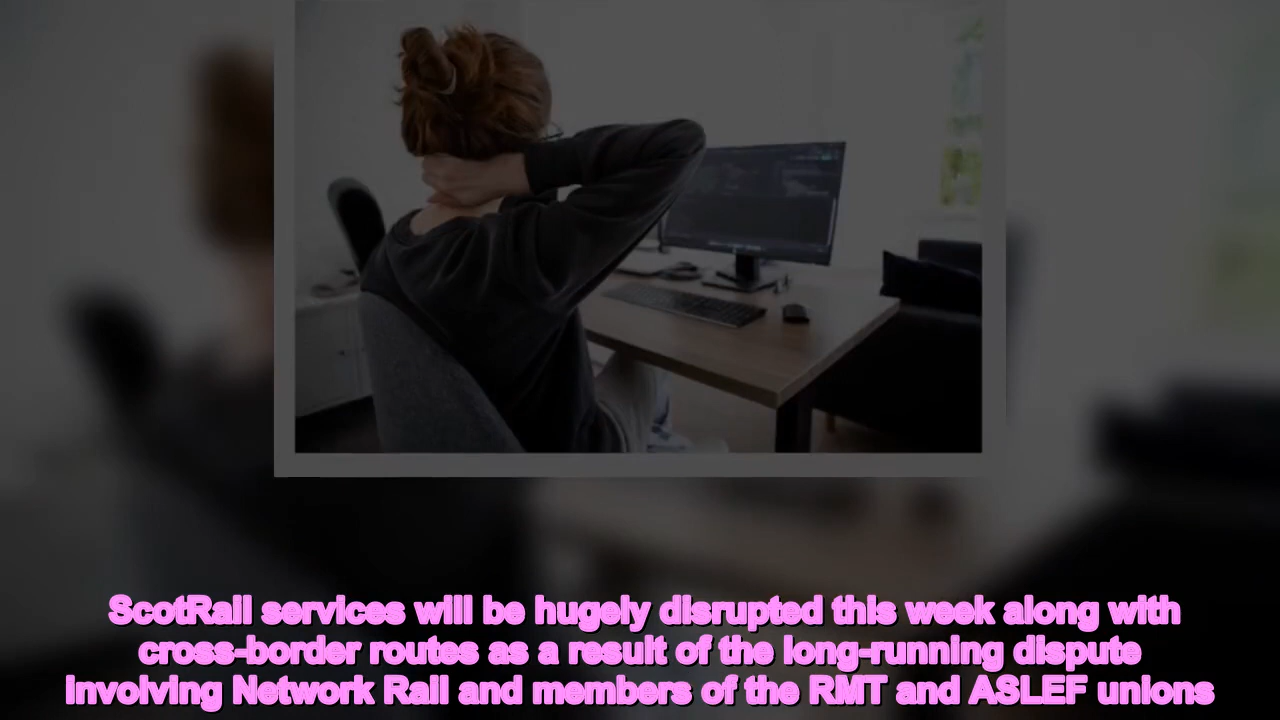 ScotRail services will be hugely disrupted this week along with
cross-border routes as a result of the long-running dispute
involving Network Rail and members of the RMT and ASLEF unions